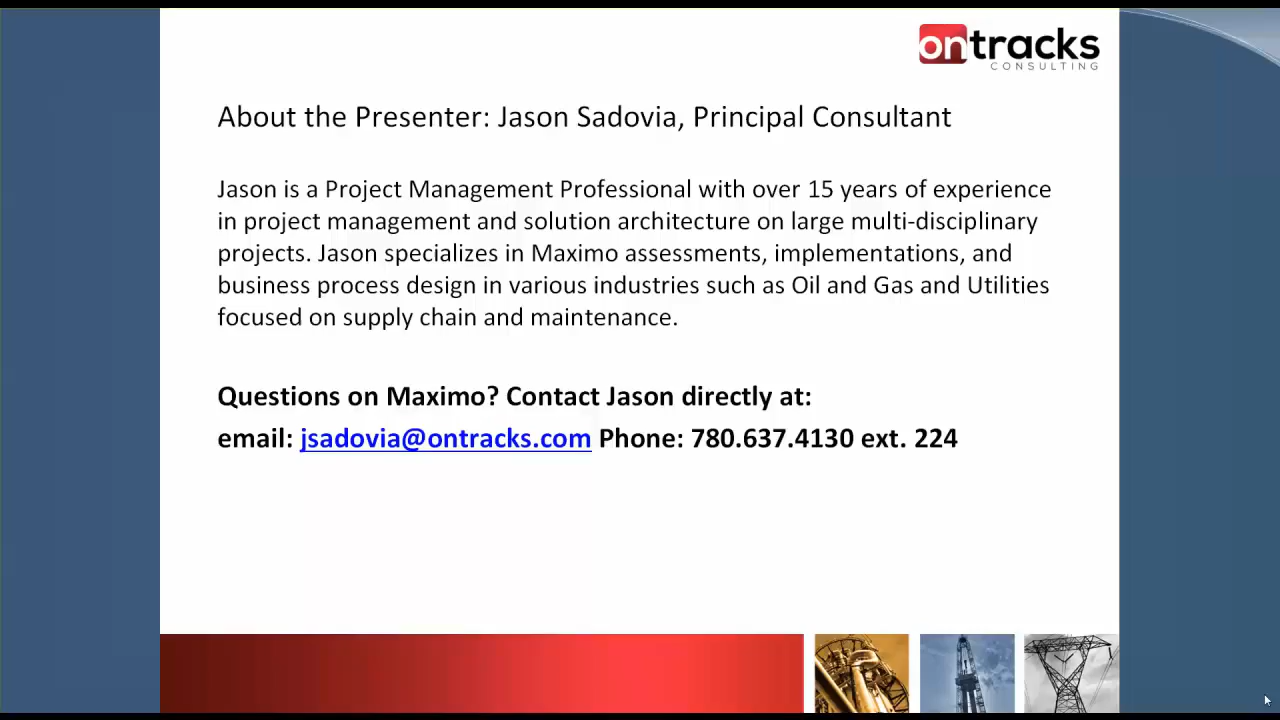 ontracks
CONSULTING
About the Presenter: Jason Sadovia, Principal Consultant
Jason is a Project Management Professional with over 15 years of experience
in project management and solution architecture on large multi-disciplinary
projects. Jason specializes in Maximo assessments, implementations, and
business process design in various industries such as Oil and Gas and Utilities
focused on supply chain and maintenance.
Questions on Maximo? Contact Jason directly at:
email: jsadovia@ontracks.com Phone: 780.637.4130 ext. 224